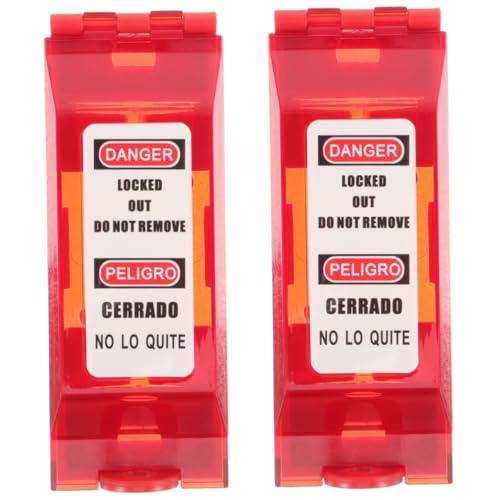 DANGER
LOCKED
OUT
DO NOT REMOVE
PELIGRO
CERRADO
NO LO QUITE
DANGER
LOCKED
OUT
DO NOT REMOVE
PELIGRO
CERRADO
NO LO QUITE